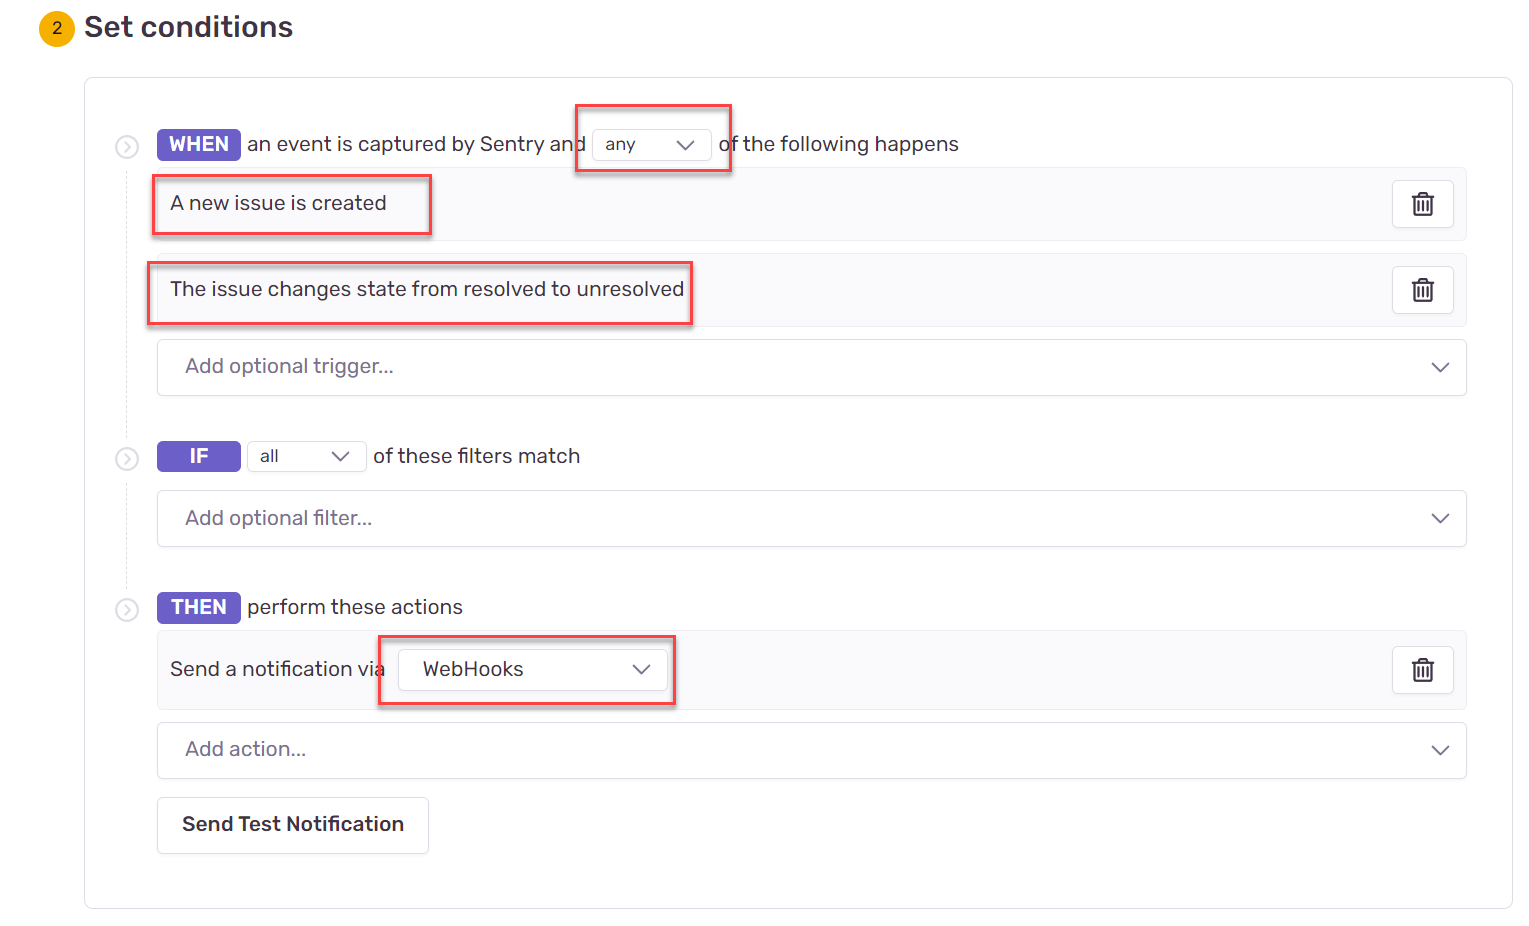 2 Set conditions
WHEN an event is captured by Sentry and any of the following happens
A new issue is created
The issue changes state from resolved to unresolved
Add optional trigger...
IF all of these filters match
Add optional filter...
THEN perform these actions
Send a notification via WebHooks
Add action...
Send Test Notification